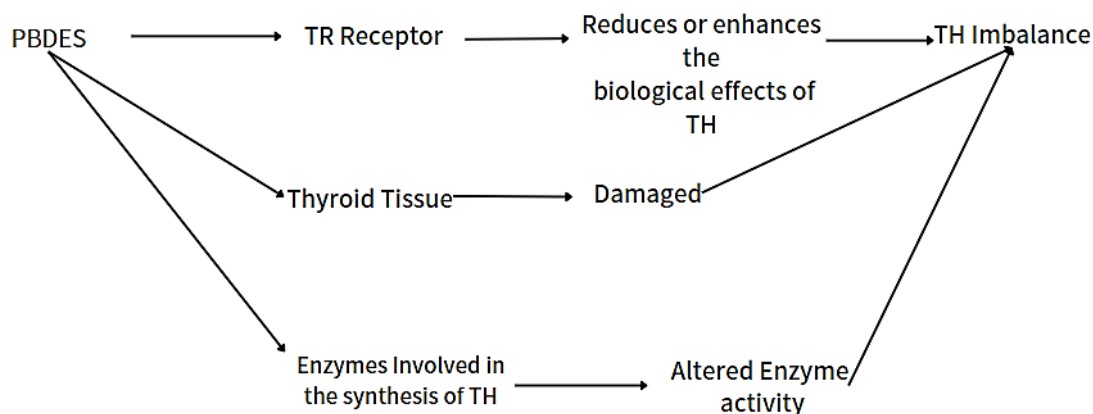 PBDES
TR Receptor
Reduces or enhances
the
biological effects of
TH
TH Imbalance
Thyroid Tissue
Damaged
Enzymes Involved in
the synthesis of TH
Altered Enzyme
activity